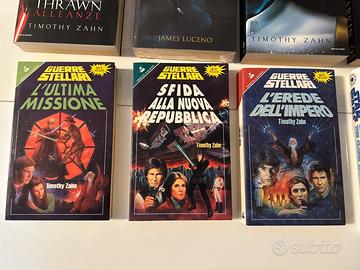 THRAWN
ALLEANZE
TIMOTHY ZAHN
JAMES LUCENO
TIMOTHY ZAHN
GUERRE
STELLARI
L'ULTIMA
MISSIONE
Timothy Zahn
GUERRE
STELLARI
SFIDA
ALLA NUOVA
REPUBBLICA
Timothy Zahn
GUERRE
STELLARI
L'EREDE
DELL'IMPERO
Timothy Zahn
subito